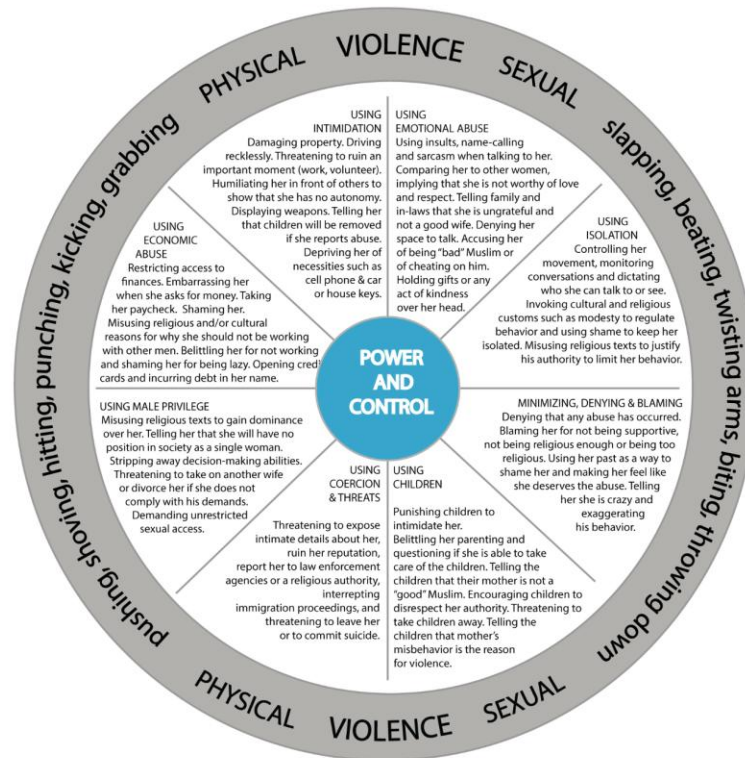 PHYSICAL VIOLENCE SEXUAL
slapping, beating, twisting arms, biting, throwing down
PHYSICAL VIOLENCE SEXUAL
pushing, shoving, hitting, punching, kicking, grabbing
POWER
AND
CONTROL
USING
EMOTIONAL ABUSE
Using insults, name-calling
and sarcasm when talking to her.
Comparing her to other women,
implying that she is not worthy of love
and respect. Telling family and
in-laws that she is ungrateful and
not a good wife. Denying her
space to talk. Accusing her
of being "bad" Muslim or
of cheating on him.
Holding gifts or any
act of kindness
over her head.
USING
ISOLATION
Controlling her
movement, monitoring
conversations and dictating
who she can talk to or see.
Invoking cultural and religious
customs such as modesty to regulate
behavior and using shame to keep her
isolated. Misusing religious texts to justify
his authority to limit her behavior.
MINIMIZING, DENYING & BLAMING
Denying that any abuse has occurred.
Blaming her for not being supportive,
not being religious enough or being too
religious. Using her past as a way to
shame her and making her feel like
she deserves the abuse. Telling
her she is crazy and
exaggerating
his behavior.
USING
CHILDREN
Punishing children to
intimidate her.
Belittling her parenting and
questioning if she is able to take
care of the children. Telling the
children that their mother is not a
"good" Muslim. Encouraging children to
disrespect her authority. Threatening to
take children away. Telling the
children that mother's
misbehavior is the reason
for violence.
USING
COERCION
& THREATS
Threatening to expose
intimate details about her,
ruin her reputation,
report her to law enforcement
agencies or a religious authority,
interrepting
immigration proceedings, and
threatening to leave her
or to commit suicide.
USING MALE PRIVILEGE
Misusing religious texts to gain dominance
over her. Telling her that she will have no
position in society as a single woman.
Stripping away decision-making abilities.
Threatening to take on another wife
or divorce her if she does not
comply with his demands.
Demanding unrestricted
sexual access.
USING
ECONOMIC
ABUSE
Restricting access to
finances. Embarrassing her
when she asks for money. Taking
her paycheck. Shaming her.
Misusing religious and/or cultural
reasons for why she should not be working
with other men. Belittling her for not working
and shaming her for being lazy. Opening credi
cards and incurring debt in her name.
USING
INTIMIDATION
Damaging property. Driving
recklessly. Threatening to ruin an
important moment (work, volunteer).
Humiliating her in front of others to
show that she has no autonomy.
Displaying weapons. Telling her
that children will be removed
if she reports abuse.
Depriving her of
necessities such as
cell phone & car
or house keys.